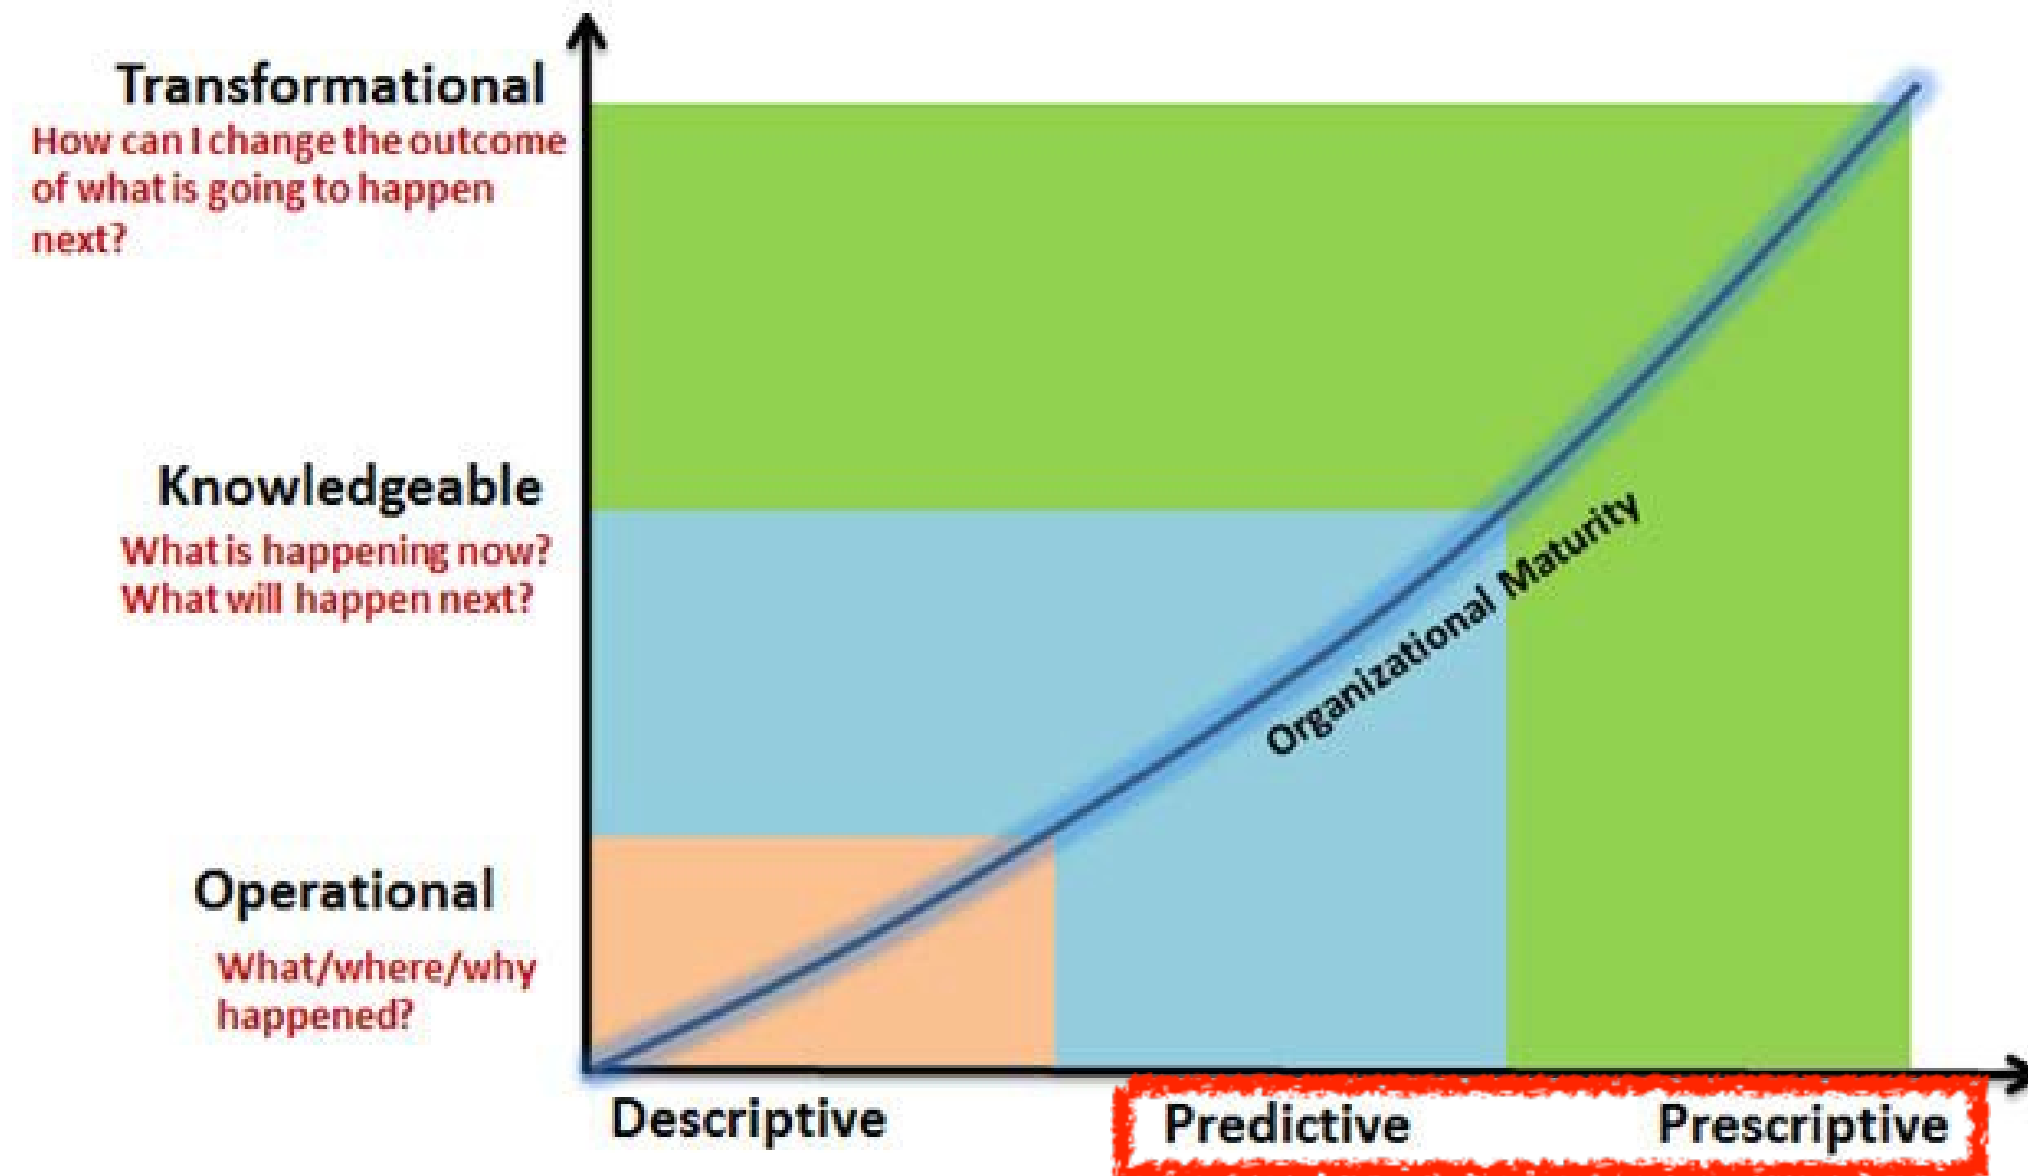 Transformational
How can I change the outcome
of what is going to happen
next?
Knowledgeable
What is happening now?
What will happen next?
Organizational Maturity
Operational
What/where/why
happened?
Descriptive
Predictive
Prescriptive